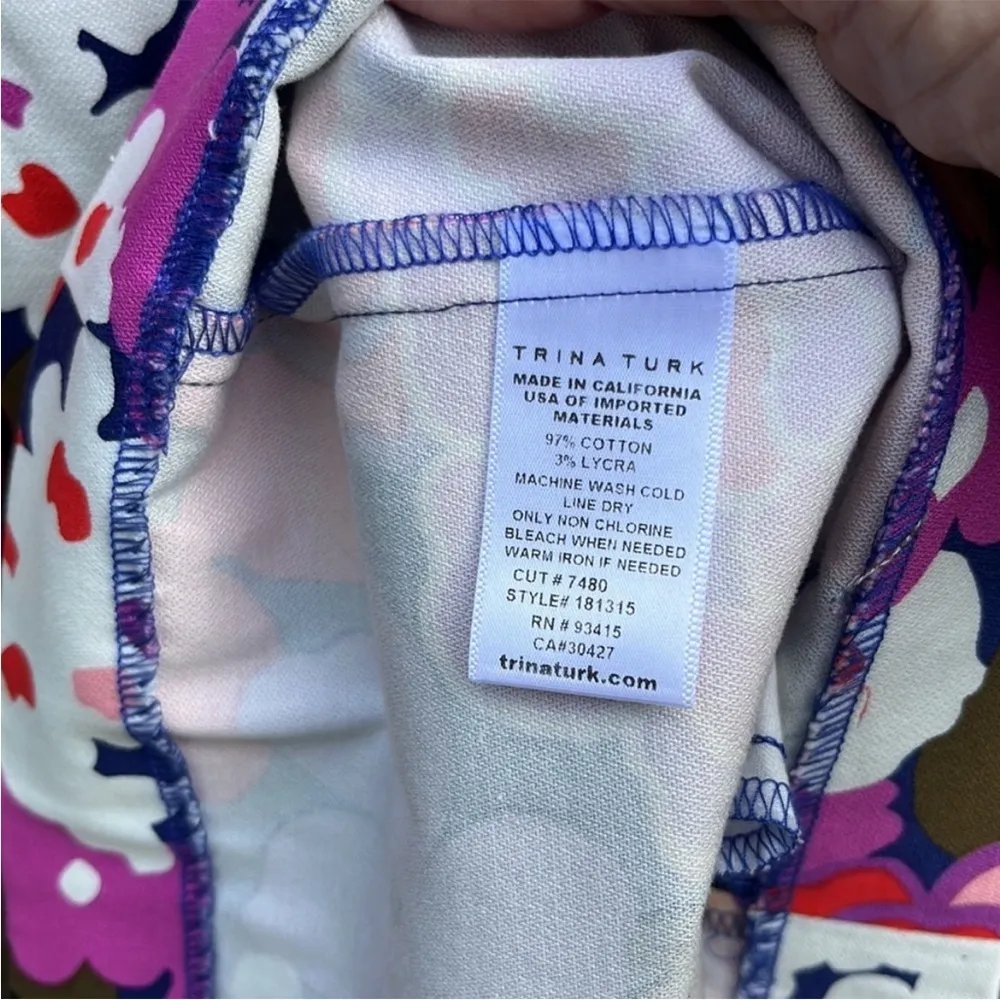 TRINA TURK
MADE IN CALIFORNIA
USA OF IMPORTED
MATERIALS
97% COTTON
3% LYCRA
MACHINE WASH COLD
LINE DRY
ONLY NON CHLORINE
BLEACH WHEN NEEDED
WARM IRON IF NEEDED
CUT # 7480
STYLE# 181315
RN # 93415
CA#30427
trinaturk.com